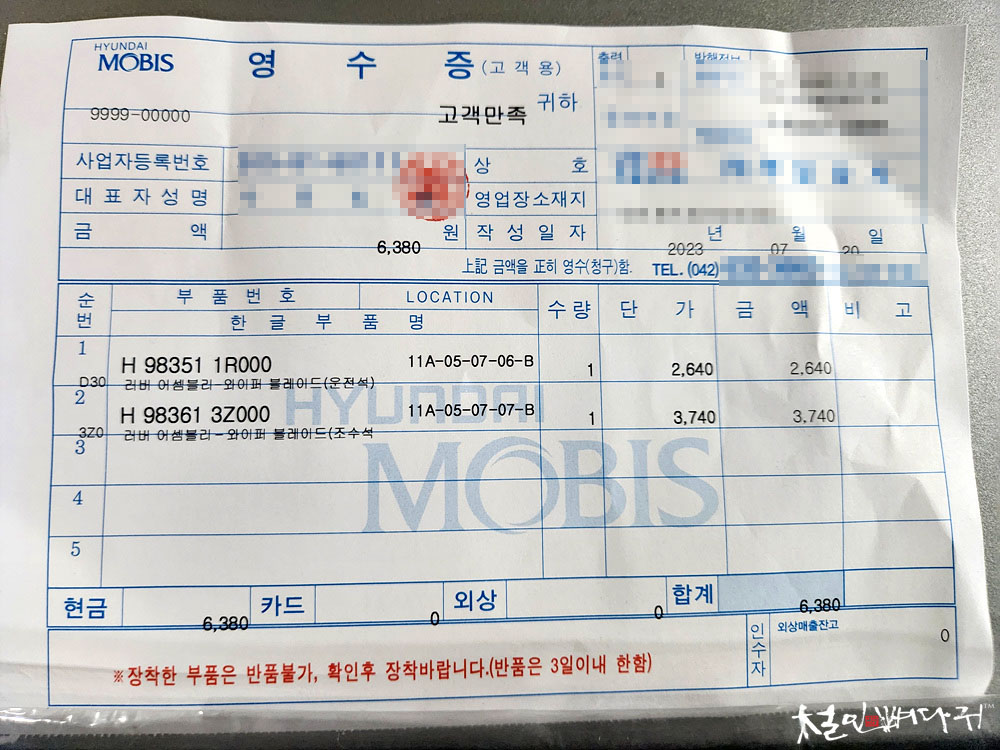 HYUNDAI
MOBIS
영 수 증 (고 객 용)
출력
9999-00000
고객만족 귀하
사업자등록번호
상 호
대 표 자 성 명
영업장소재지
금 액
6,380 원
작 성 일 자
2023 년 07 월 20 일
上記 금액을 正히 영수(청구)함.
TEL. (042)
순번
부 품 번 호
LOCATION
한 글 부 품 명
수 량
단 가
금 액
비 고
1
H 98351 1R000 11A-05-07-06-B 1 2,640 2,640
D30 러버 어셈블리-와이퍼 블레이드(운전석)
2
H 98361 3Z000 11A-05-07-07-B 1 3,740 3,740
3Z0 러버 어셈블리-와이퍼 블레이드(조수석
3
HYUNDAI
MOBIS
4
5
현금 6,380 카드 0 외상 0 합계 6,380
※장착한 부품은 반품불가, 확인후 장착바랍니다.(반품은 3일이내 한함)
인수자
외상매출잔고
0